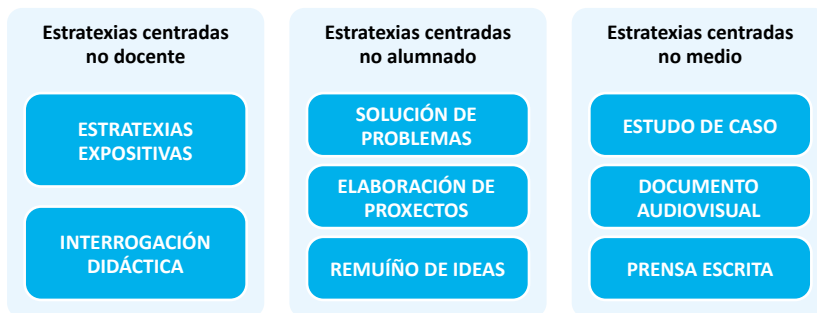 Estratexias centradas
no docente
ESTRATEXIAS
EXPOSITIVAS
INTERROGACIÓN
DIDÁCTICA
Estratexias centradas
no alumnado
SOLUCIÓN DE
PROBLEMAS
ELABORACIÓN DE
PROXECTOS
REMUÍÑO DE IDEAS
Estratexias centradas
no medio
ESTUDO DE CASO
DOCUMENTO
AUDIOVISUAL
PRENSA ESCRITA